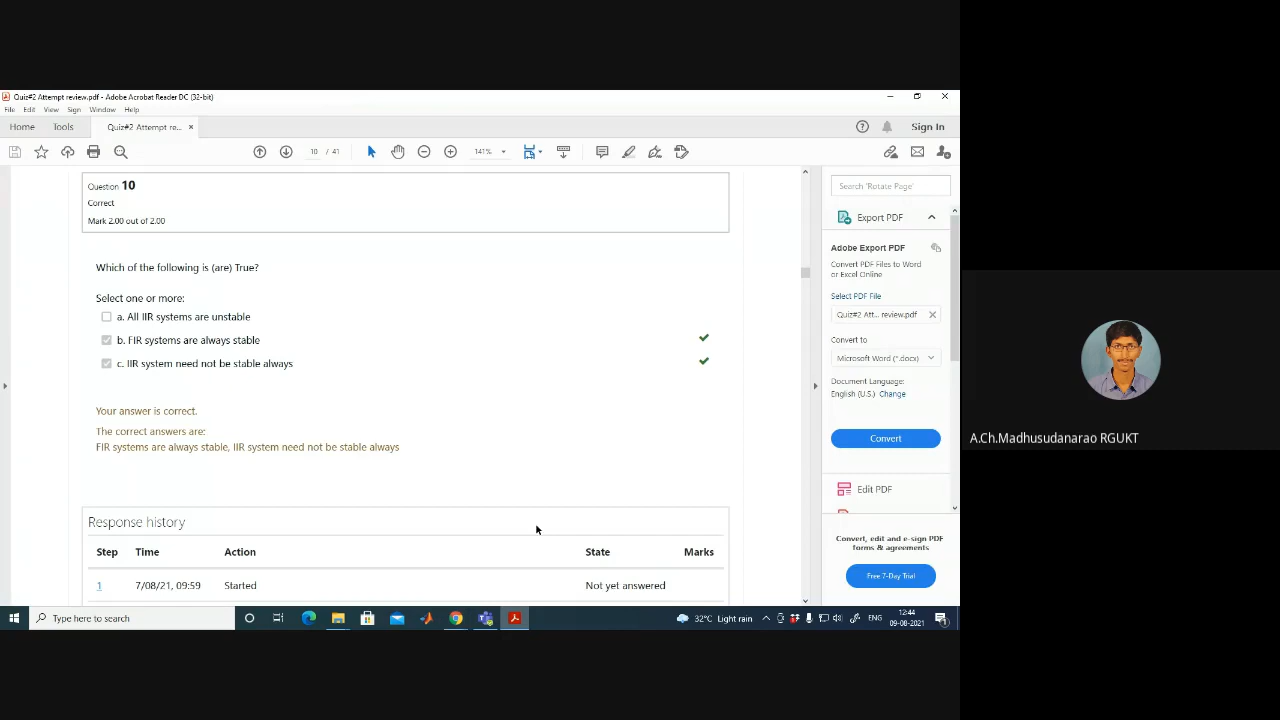 Quiz#2 Attempt review.pdf - Adobe Acrobat Reader DC (32-bit)
File Edit View Sign Window Help
Home Tools Quiz#2 Attempt re... × Sign In
10 / 41 141%
Question 10
Correct
Mark 2.00 out of 2.00
Which of the following is (are) True?
Select one or more:
a. All IIR systems are unstable
b. FIR systems are always stable
c. IIR system need not be stable always
Your answer is correct.
The correct answers are:
FIR systems are always stable, IIR system need not be stable always
Response history
Step Time Action State Marks
1 7/08/21, 09:59 Started Not yet answered
Search 'Rotate Page'
Export PDF
Adobe Export PDF
Convert PDF Files to Word
or Excel Online
Select PDF File
Quiz#2 Att... review.pdf
Convert to
Microsoft Word (*.docx)
Document Language:
English (U.S.) Change
Convert
Edit PDF
Convert, edit and e-sign PDF
forms & agreements
Free 7-Day Trial
A.Ch.Madhusudanarao RGUKT
Type here to search
32°C Light rain
ENG
12:44
09-08-2021